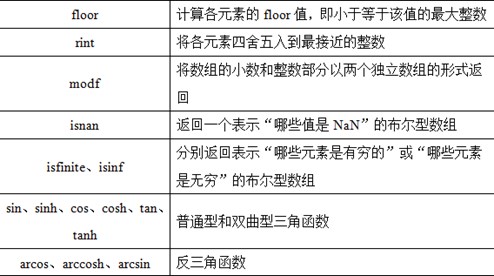 floor 计算各元素的 floor 值，即小于等于该值的最大整数
rint 将各元素四舍五入到最接近的整数
modf 将数组的小数和整数部分以两个独立数组的形式返
回
isnan 返回一个表示“哪些值是 NaN”的布尔型数组
isfinite、isinf 分别返回表示“哪些元素是有穷的”或“哪些元素
是无穷”的布尔型数组
sin、sinh、cos、cosh、tan、
tanh 普通型和双曲型三角函数
arcos、arccosh、arcsin 反三角函数